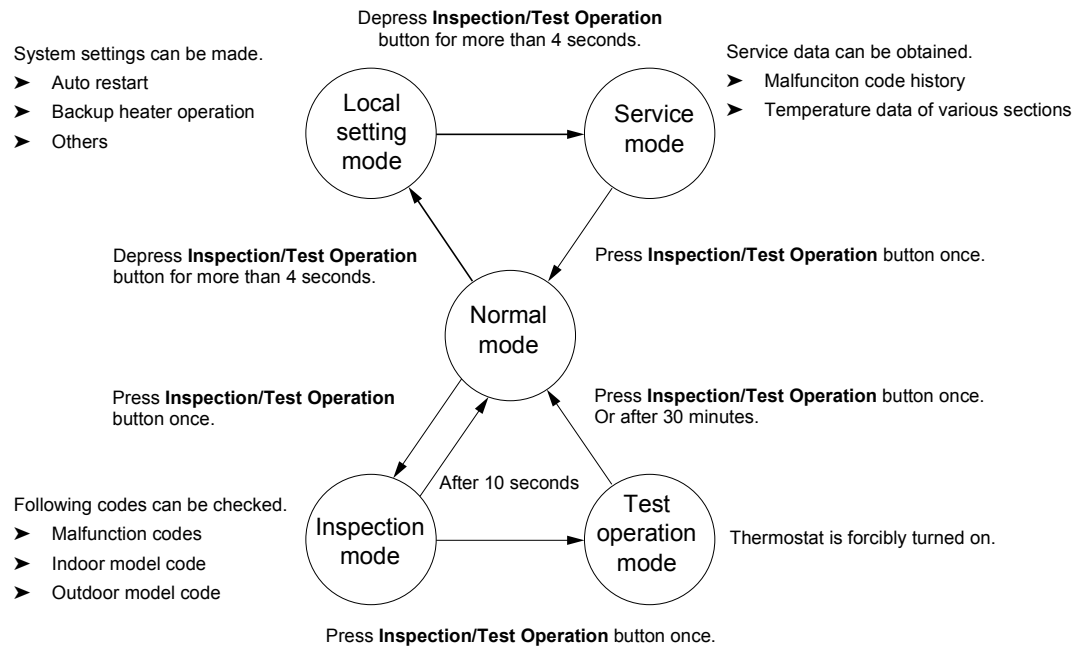 Depress Inspection/Test Operation
button for more than 4 seconds.
System settings can be made.
➤ Auto restart
➤ Backup heater operation
➤ Others
Local
setting
mode
Service
mode
Service data can be obtained.
➤ Malfunciton code history
➤ Temperature data of various sections
Depress Inspection/Test Operation
button for more than 4 seconds.
Press Inspection/Test Operation button once.
Normal
mode
Press Inspection/Test Operation
button once.
Press Inspection/Test Operation button once.
Or after 30 minutes.
After 10 seconds
Following codes can be checked.
➤ Malfunction codes
➤ Indoor model code
➤ Outdoor model code
Inspection
mode
Test
operation
mode
Thermostat is forcibly turned on.
Press Inspection/Test Operation button once.